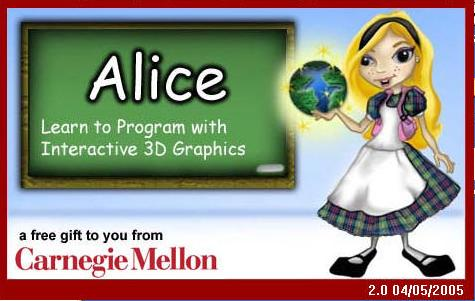 Alice
Learn to Program with
Interactive 3D Graphics
a free gift to you from
Carnegie Mellon
2.0 04/05/2005